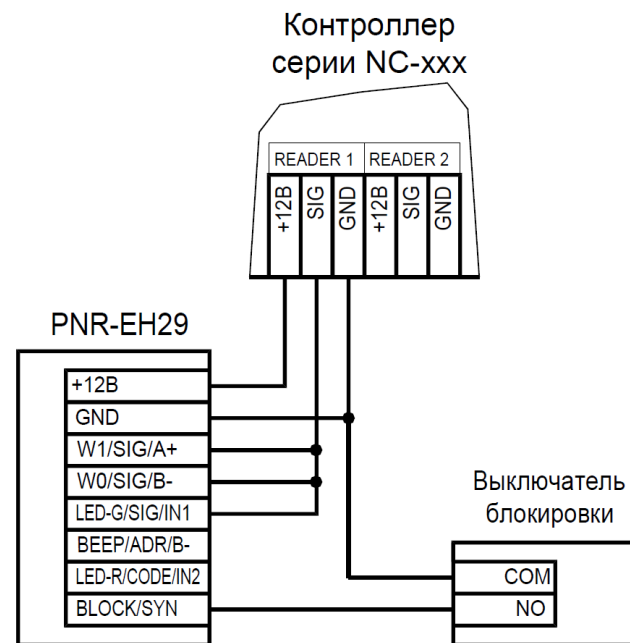 Контроллер
серии NC-xxx
READER 1 READER 2
+12В SIG GND +12В SIG GND
PNR-EH29
+12В
GND
W1/SIG/A+
W0/SIG/B-
LED-G/SIG/IN1
BEEP/ADR/B-
LED-R/CODE/IN2
BLOCK/SYN
Выключатель
блокировки
COM
NO